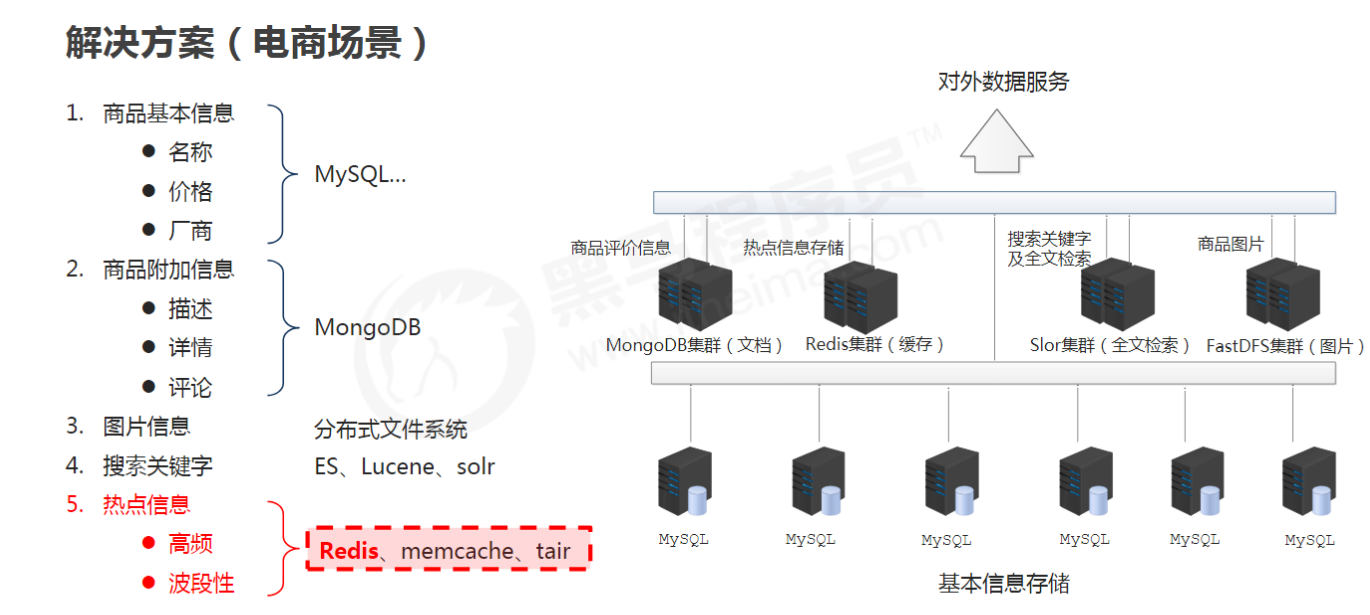 解决方案（电商场景）
1. 商品基本信息
● 名称
● 价格
● 厂商
MySQL...
2. 商品附加信息
● 描述
● 详情
● 评论
MongoDB
3. 图片信息
分布式文件系统
4. 搜索关键字
ES、Lucene、solr
5. 热点信息
● 高频
● 波段性
Redis、memcache、tair
对外数据服务
商品评价信息
热点信息存储
搜索关键字
及全文检索
商品图片
MongoDB集群（文档）
Redis集群（缓存）
Slor集群（全文检索）
FastDFS集群（图片）
MySQL
MySQL
MySQL
MySQL
MySQL
MySQL
基本信息存储
黑马程序员™
www.itheima.com